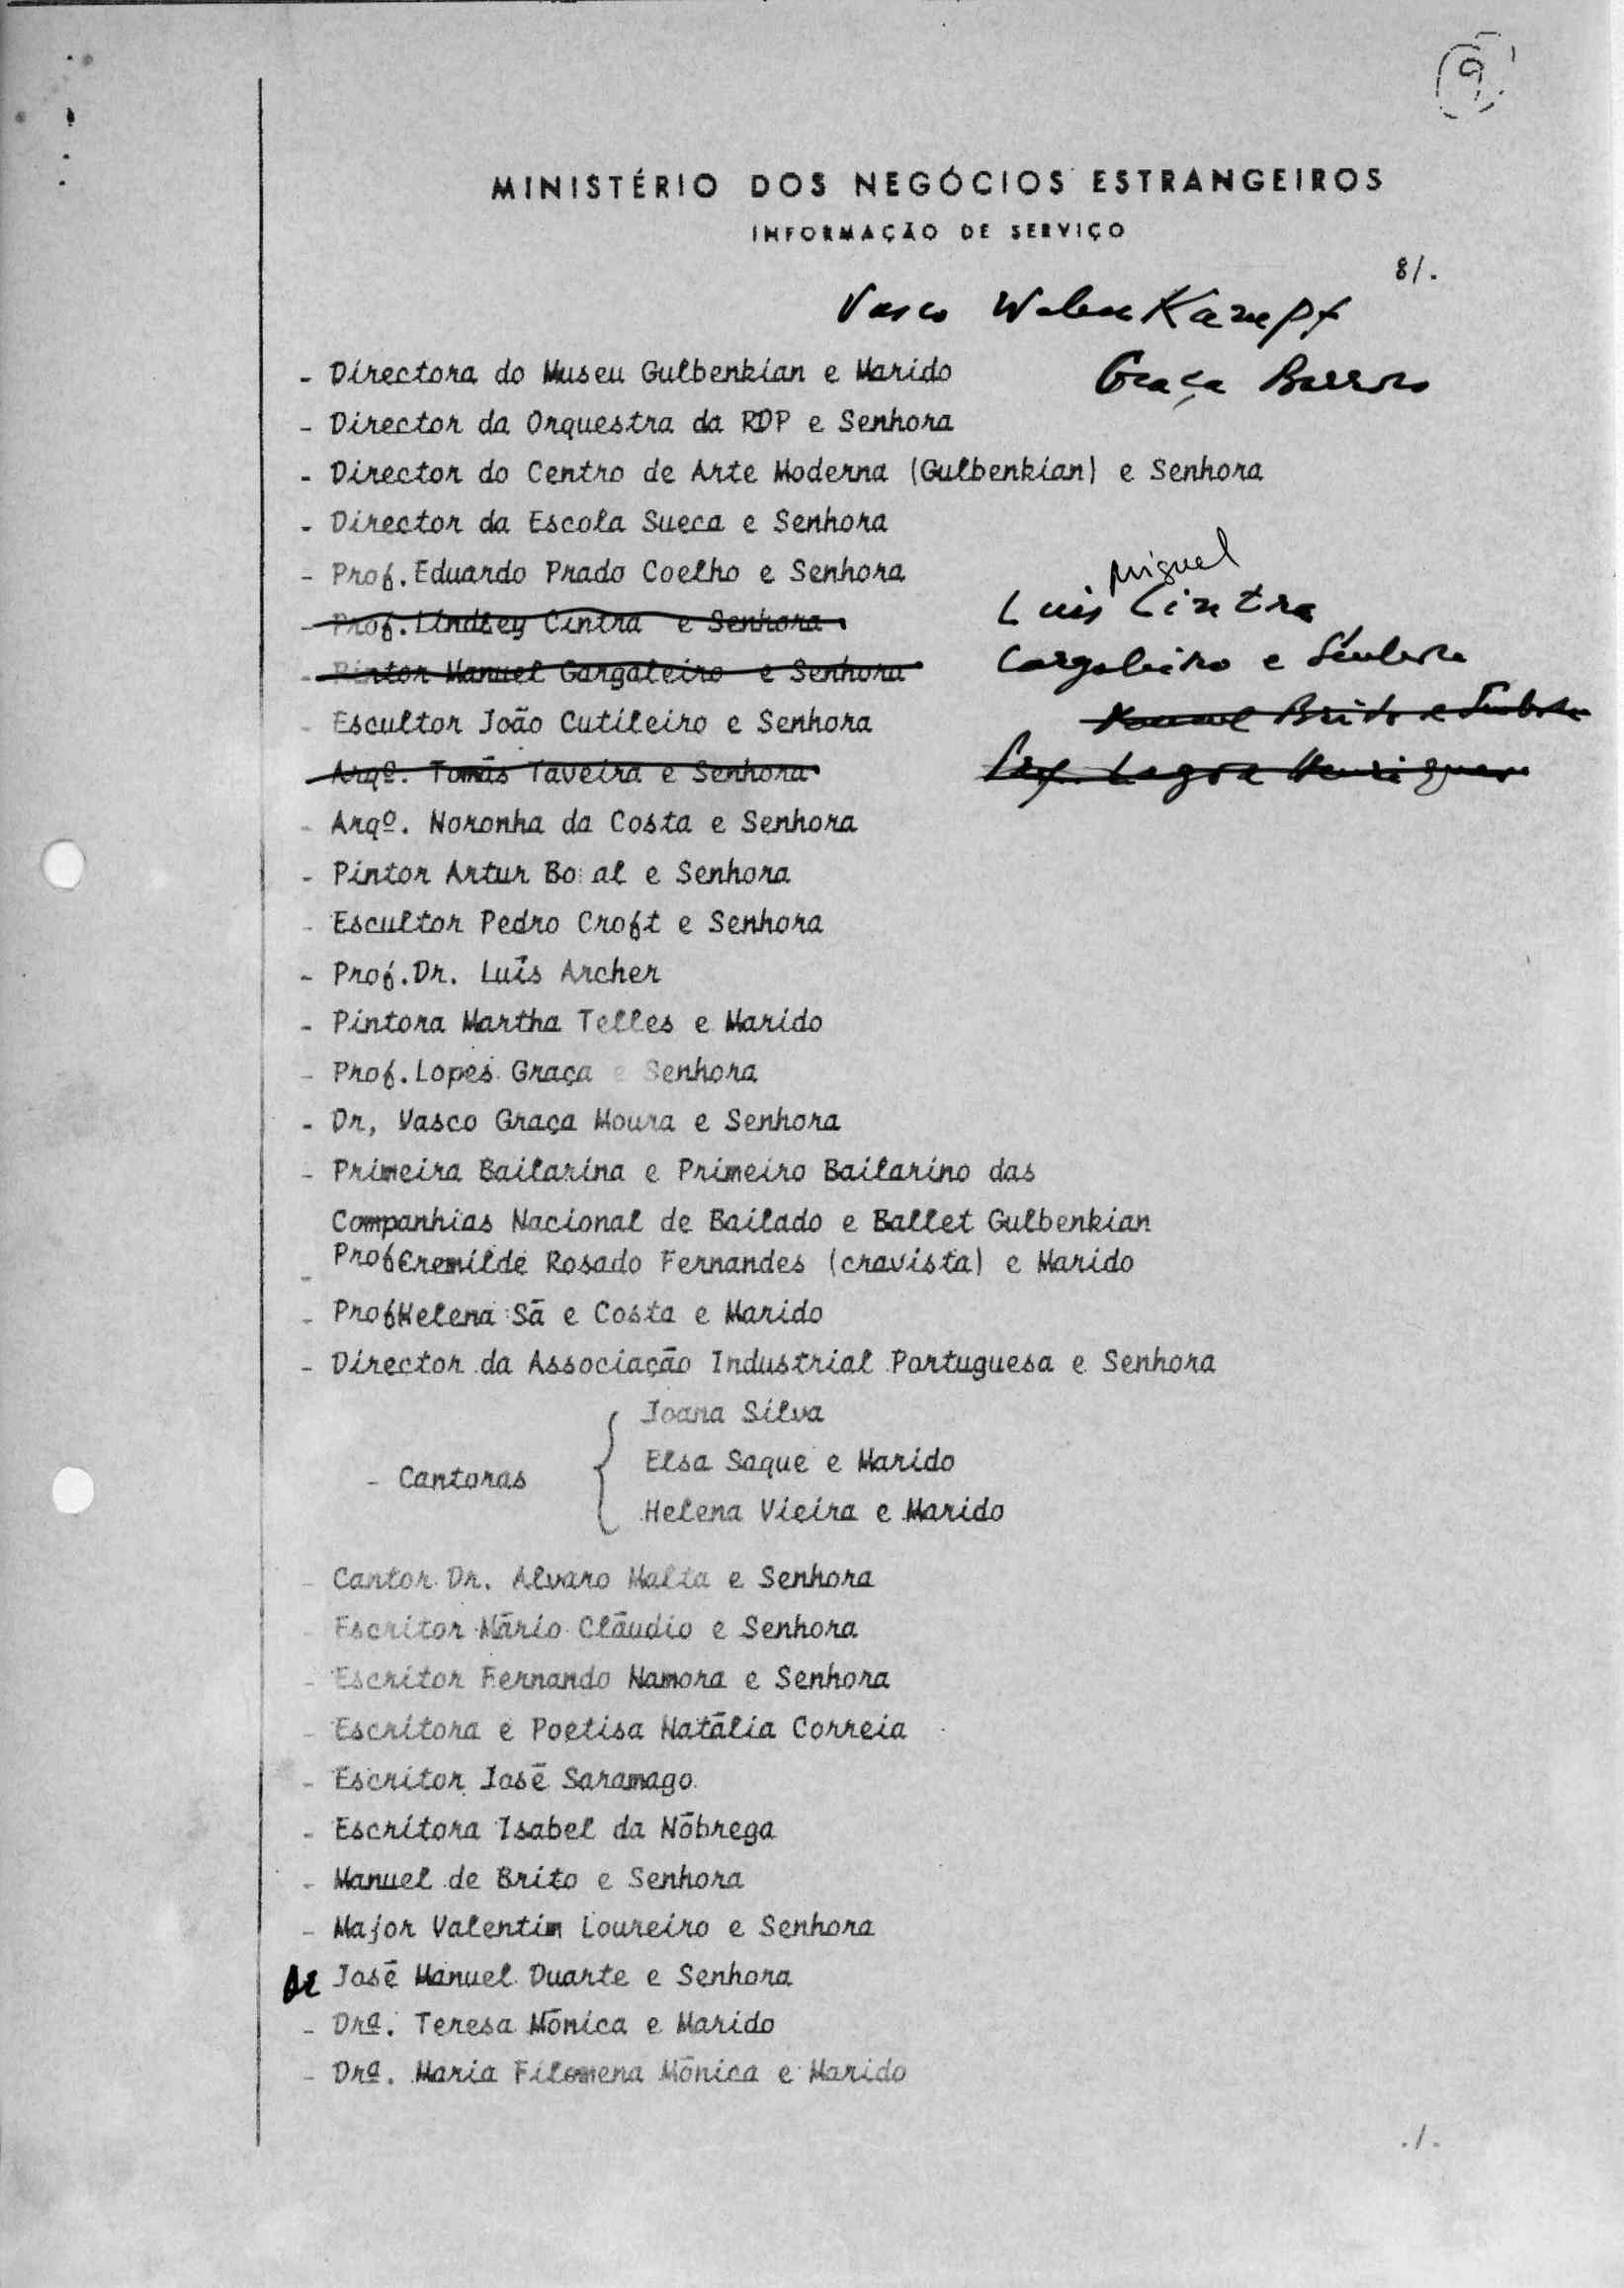 9
MINISTÉRIO DOS NEGÓCIOS ESTRANGEIROS
INFORMAÇÃO DE SERVIÇO
8/.
Vasco WalenKampf
- Directora do Museu Gulbenkian e Marido
Graça Barros
- Director da Orquestra da RDP e Senhora
- Director do Centro de Arte Moderna (Gulbenkian) e Senhora
- Director da Escola Sueca e Senhora
- Prof. Eduardo Prado Coelho e Senhora
Miguel
Luis Cintra
- Prof. Lindley Cintra e Senhora
- Pintor Manuel Gargaleiro e Senhora
Cargaleiro e Senhora
- Escultor João Cutileiro e Senhora
Manuel Brito e Senhora
- Arqº. Tomás Taveira e Senhora
Prof. Lagoa Henriques
- Arqº. Noronha da Costa e Senhora
- Pintor Artur Bo al e Senhora
- Escultor Pedro Croft e Senhora
- Prof.Dr. Luís Archer
- Pintora Martha Telles e Marido
- Prof. Lopes Graça e Senhora
- Dr, Vasco Graça Moura e Senhora
- Primeira Bailarina e Primeiro Bailarino das
Companhias Nacional de Bailado e Ballet Gulbenkian
- Prof Cremilde Rosado Fernandes (cravista) e Marido
- Prof Helena Sá e Costa e Marido
- Director da Associação Industrial Portuguesa e Senhora
Joana Silva
- Cantoras
Elsa Saque e Marido
Helena Vieira e Marido
- Cantor Dr. Alvaro Malta e Senhora
- Escritor Mário Cláudio e Senhora
- Escritor Fernando Namora e Senhora
- Escritora e Poetisa Natália Correia
- Escritor José Saramago
- Escritora Isabel da Nóbrega
- Manuel de Brito e Senhora
- Major Valentim Loureiro e Senhora
José Manuel Duarte e Senhora
- Drª. Teresa Mónica e Marido
- Drª. Maria Filomena Mónica e Marido
./.